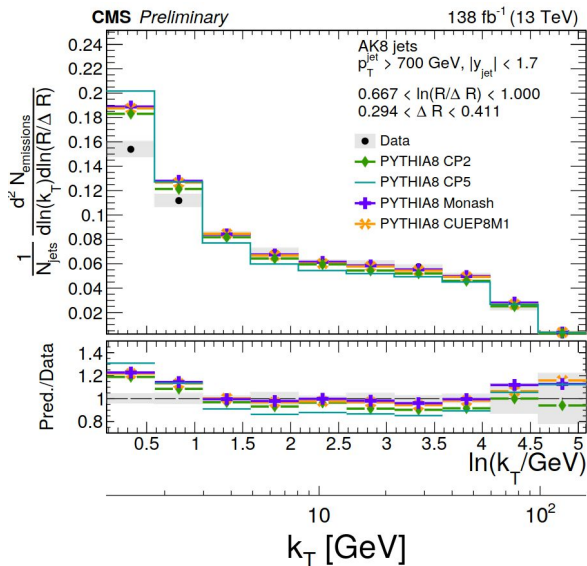 CMS Preliminary 138 fb⁻¹ (13 TeV)
AK8 jets
p_T^jet > 700 GeV, |y_jet| < 1.7
0.667 < ln(R/Δ R) < 1.000
0.294 < Δ R < 0.411
Data
PYTHIA8 CP2
PYTHIA8 CP5
PYTHIA8 Monash
PYTHIA8 CUEP8M1
1/N_jets d² N_emissions / dln(k_T)dln(R/Δ R)
0.24
0.22
0.2
0.18
0.16
0.14
0.12
0.1
0.08
0.06
0.04
0.02
Pred./Data
1.4
1.2
1.0
0.8
0.5 1 1.5 2 2.5 3 3.5 4 4.5 5
ln(k_T/GeV)
10 10²
k_T [GeV]